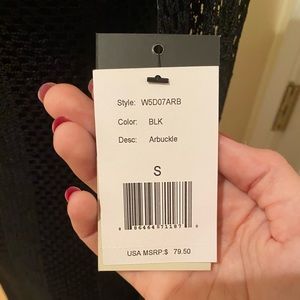 Style: W5D07ARB
Color: BLK
Desc: Arbuckle
S
USA MSRP:$ 79.50